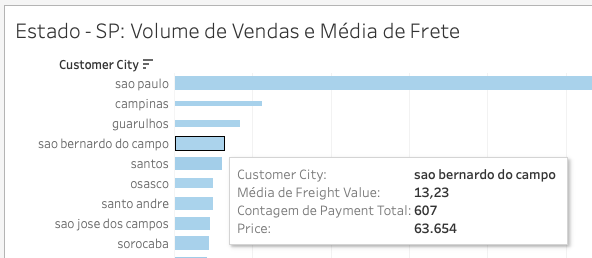 Estado - SP: Volume de Vendas e Média de Frete
Customer City
sao paulo
campinas
guarulhos
sao bernardo do campo
santos
osasco
santo andre
sao jose dos campos
sorocaba
Customer City: sao bernardo do campo
Média de Freight Value: 13,23
Contagem de Payment Total: 607
Price: 63.654